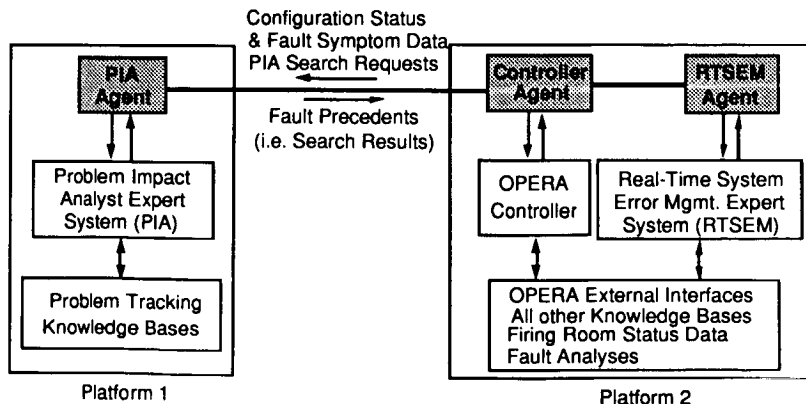 Configuration Status
& Fault Symptom Data
PIA Search Requests
Fault Precedents
(i.e. Search Results)
PIA
Agent
Problem Impact
Analyst Expert
System (PIA)
Problem Tracking
Knowledge Bases
Platform 1
Controller
Agent
RTSEM
Agent
OPERA
Controller
Real-Time System
Error Mgmt. Expert
System (RTSEM)
OPERA External Interfaces
All other Knowledge Bases
Firing Room Status Data
Fault Analyses
Platform 2